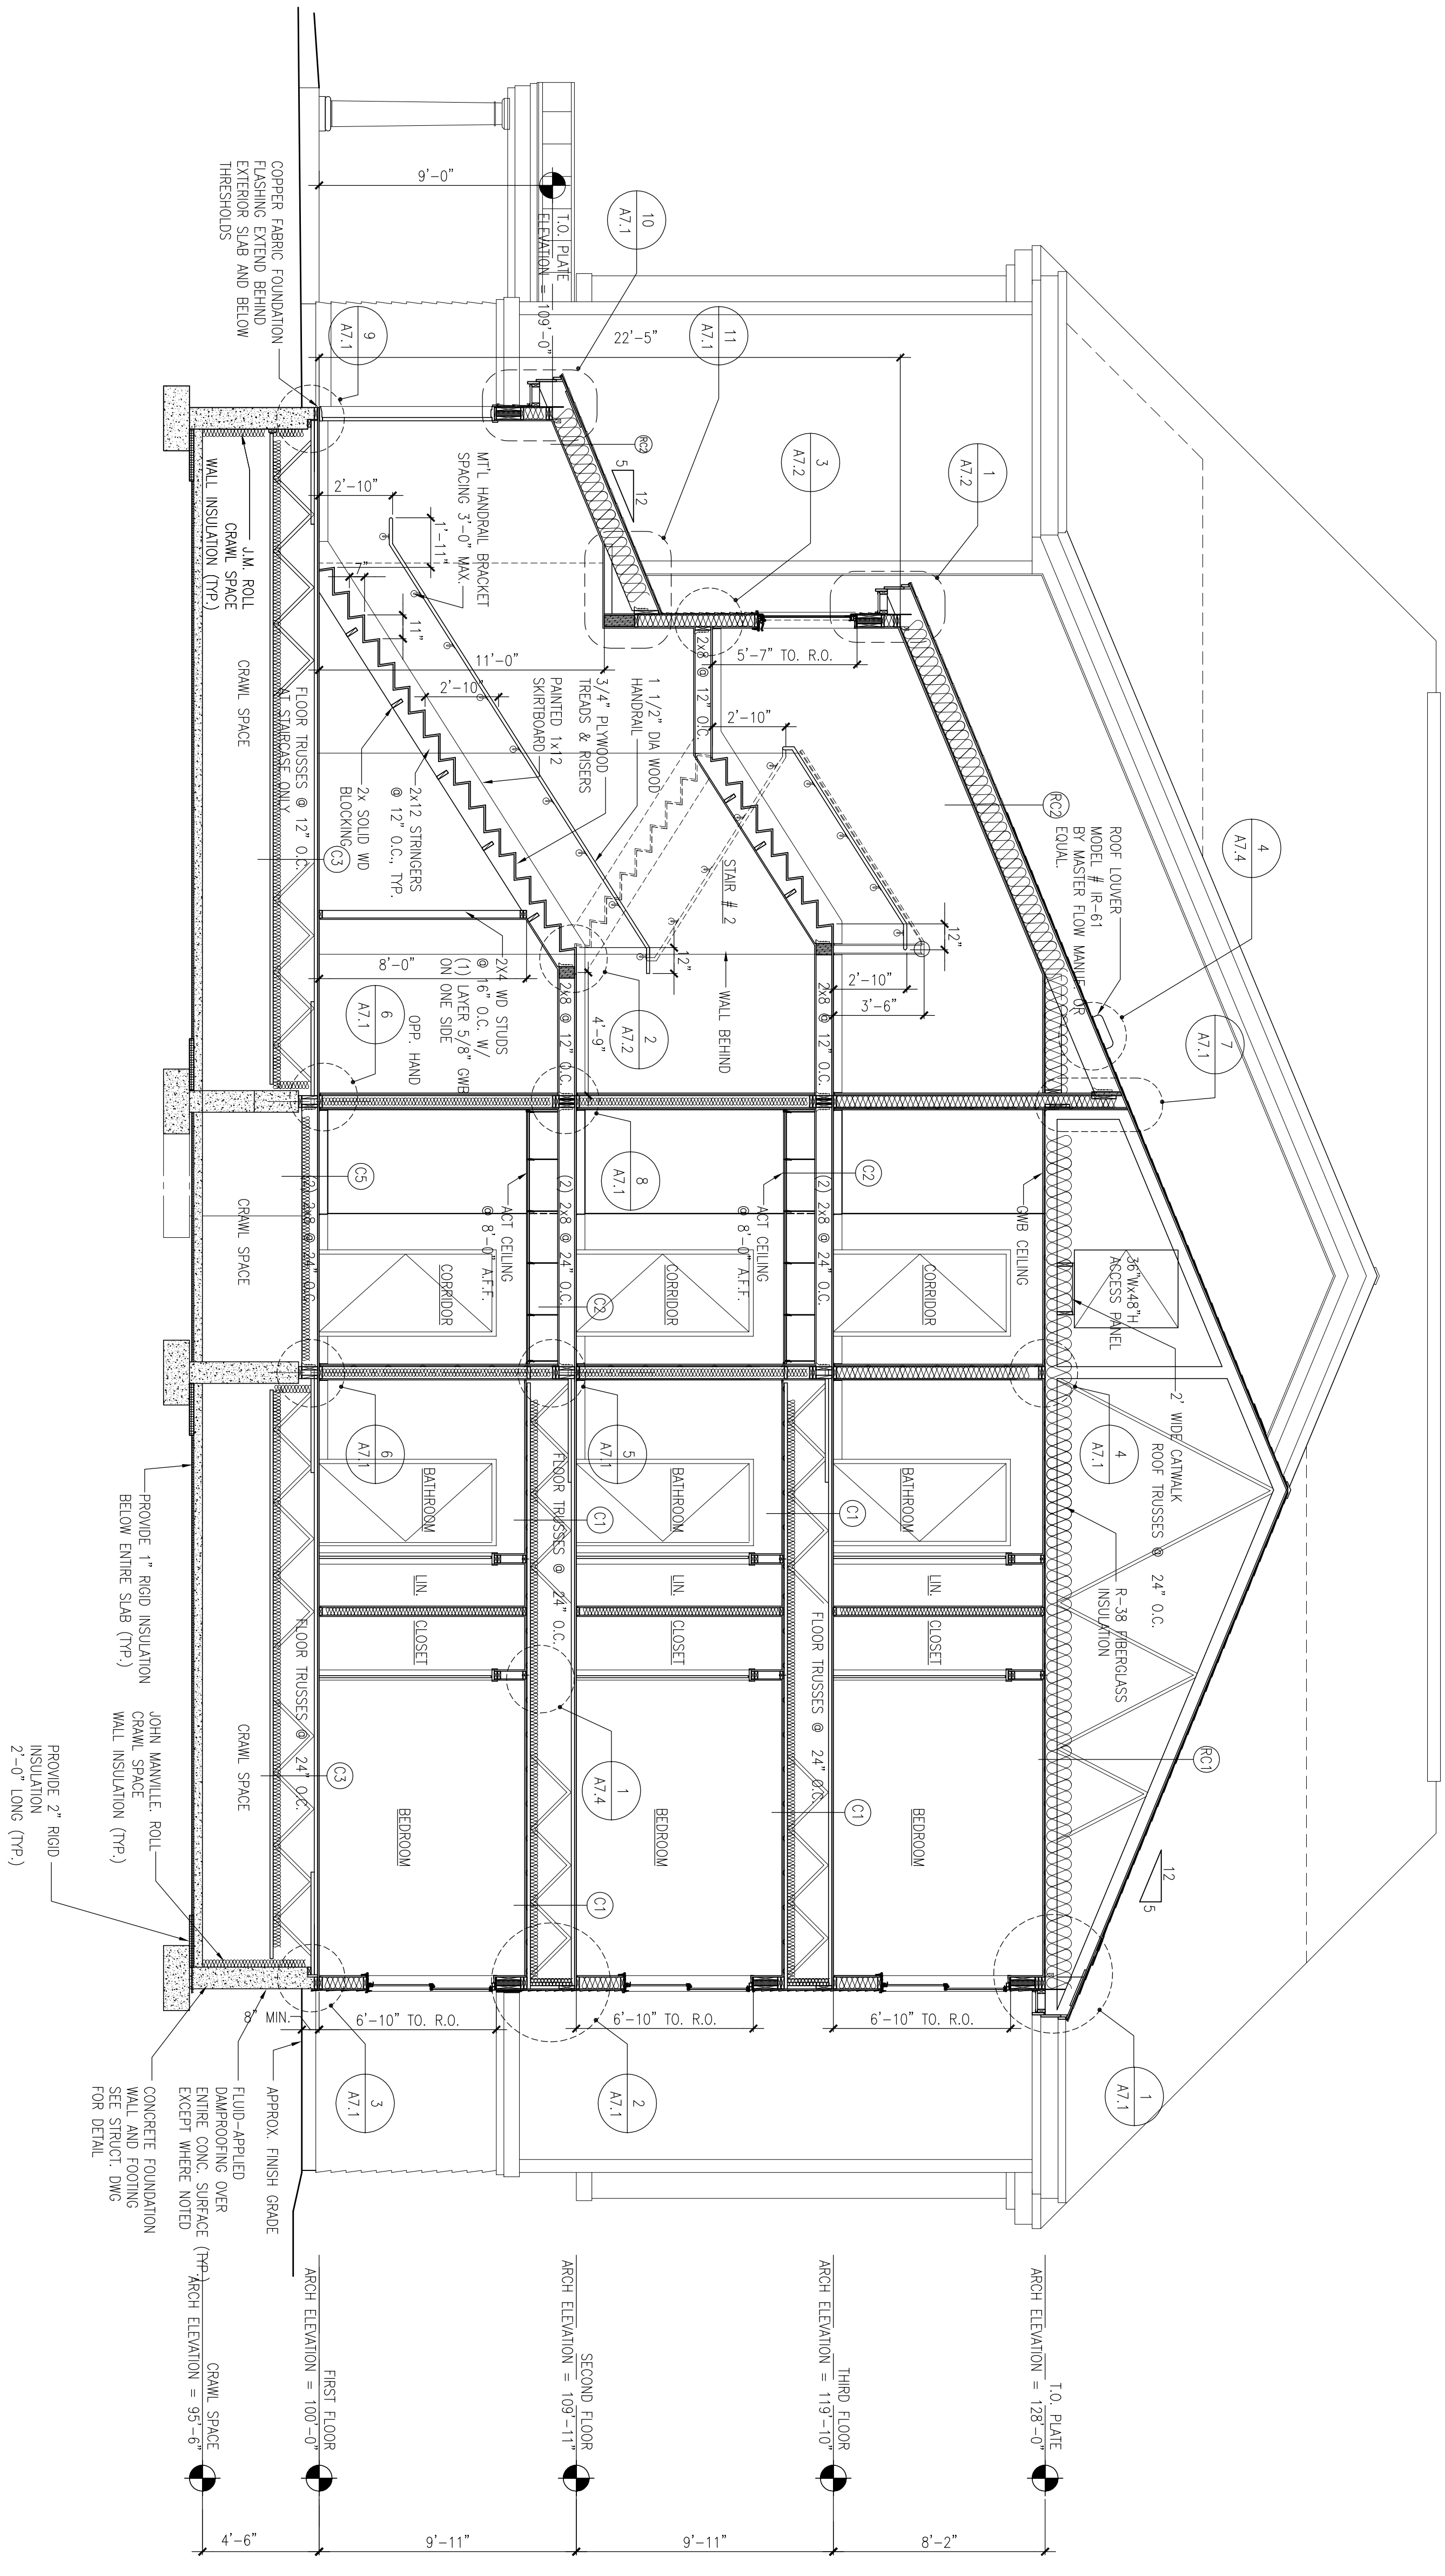 36"Wx48"H
ACCESS PANEL
2' WIDE CATWALK
ROOF TRUSSES @ 24" O.C.
R-38 FIBERGLASS
INSULATION
ROOF LOUVER
MODEL # IR-61
BY MASTER FLOW MANUF. OR
EQUAL.
4
A7.4
7
A7.1
1
A7.2
3
A7.2
11
A7.1
10
A7.1
9
A7.1
4
A7.1
1
A7.1
RC2
RC2
RC1
12
5
5
12
T.O. PLATE
ELEVATION = 109'-0"
9'-0"
22'-5"
5'-7" TO. R.O.
2x8 @ 12" O.C.
2'-10"
12"
2'-10"
3'-6"
2x8 @ 12" O.C.
GWB CEILING
CORRIDOR
BATHROOM
LIN.
CLOSET
BEDROOM
6'-10" TO. R.O.
T.O. PLATE
ARCH ELEVATION = 128'-0"
8'-2"
C2
(2) 2x8 @ 24" O.C.
FLOOR TRUSSES @ 24" O.C.
THIRD FLOOR
ARCH ELEVATION = 119'-10"
9'-11"
STAIR # 2
WALL BEHIND
ACT CEILING
@ 8'-0" A.F.F.
C1
C1
CORRIDOR
BATHROOM
LIN.
CLOSET
BEDROOM
6'-10" TO. R.O.
2
A7.2
8
A7.1
5
A7.1
1
A7.4
2
A7.1
11'-0"
1 1/2" DIA WOOD
HANDRAIL
3/4" PLYWOOD
TREADS & RISERS
PAINTED 1x12
SKIRTBOARD
12"
4'-9"
2x8 @ 12" O.C.
(2) 2x8 @ 24" O.C.
FLOOR TRUSSES @ 24" O.C.
SECOND FLOOR
ARCH ELEVATION = 109'-11"
9'-11"
C2
C1
C1
ACT CEILING
@ 8'-0" A.F.F.
MT'L HANDRAIL BRACKET
SPACING 3'-0" MAX.
2'-10"
1'-11"
7"
11"
2'-10"
2x12 STRINGERS
@ 12" O.C., TYP.
2x SOLID WD
BLOCKING
2X4 WD STUDS
@ 16" O.C. W/
(1) LAYER 5/8" GWB
ON ONE SIDE
8'-0"
OPP. HAND
6
A7.1
CORRIDOR
BATHROOM
LIN.
CLOSET
BEDROOM
6'-10" TO. R.O.
6
A7.1
3
A7.1
FIRST FLOOR
ARCH ELEVATION = 100'-0"
4'-6"
FLOOR TRUSSES @ 12" O.C.
AT STAIRCASE ONLY
C3
C5
(2) 2x8 @ 24" O.C.
FLOOR TRUSSES @ 24" O.C.
C3
8" MIN.
COPPER FABRIC FOUNDATION
FLASHING EXTEND BEHIND
EXTERIOR SLAB AND BELOW
THRESHOLDS
J.M. ROLL
CRAWL SPACE
WALL INSULATION (TYP.)
CRAWL SPACE
CRAWL SPACE
CRAWL SPACE
PROVIDE 1" RIGID INSULATION
BELOW ENTIRE SLAB (TYP.)
JOHN MANVILLE. ROLL
CRAWL SPACE
WALL INSULATION (TYP.)
PROVIDE 2" RIGID
INSULATION
2'-0" LONG (TYP.)
APPROX. FINISH GRADE
FLUID-APPLIED
DAMPROOFING OVER
ENTIRE CONC. SURFACE (TYP.)
EXCEPT WHERE NOTED
CONCRETE FOUNDATION
WALL AND FOOTING
SEE STRUCT. DWG
FOR DETAIL
CRAWL SPACE
ARCH ELEVATION = 95'-6"